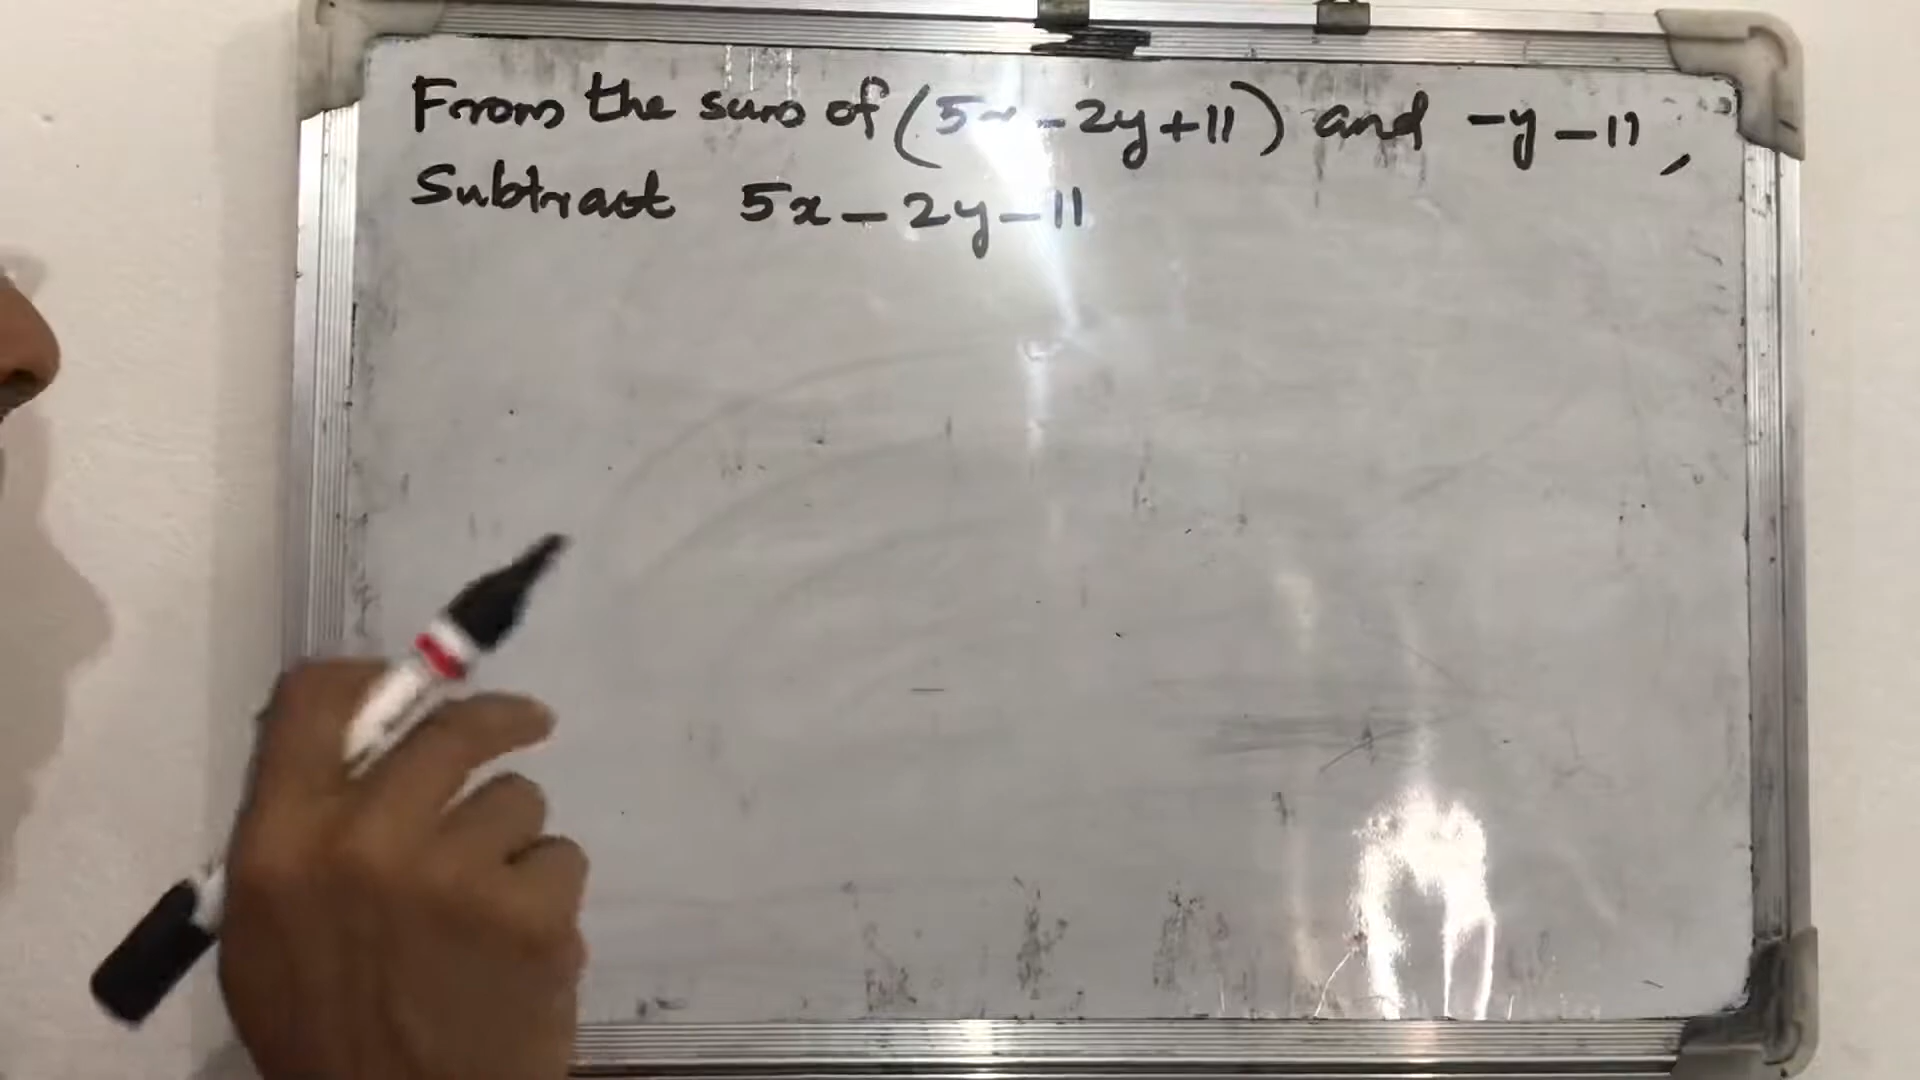 From the sum of (5x - 2y + 11) and -y - 11,
Subtract 5x - 2y - 11